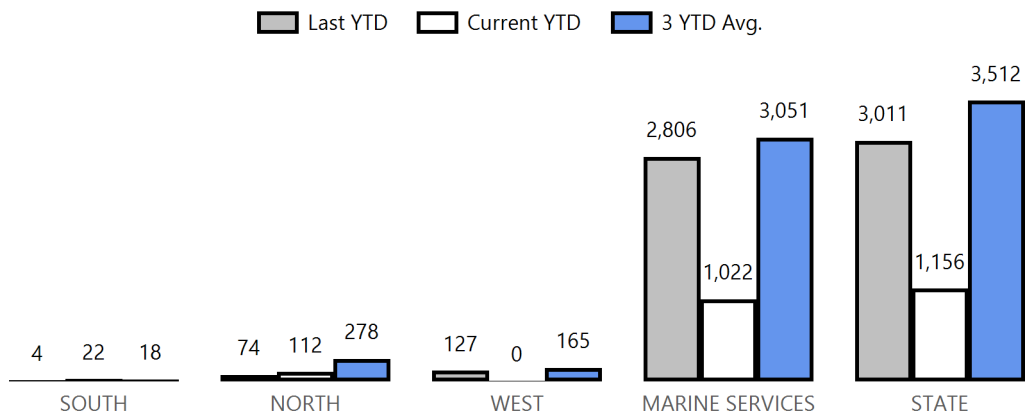 Last YTD Current YTD 3 YTD Avg.
4 22 18 74 112 278 127 0 165 2,806 1,022 3,051 3,011 1,156 3,512
SOUTH NORTH WEST MARINE SERVICES STATE